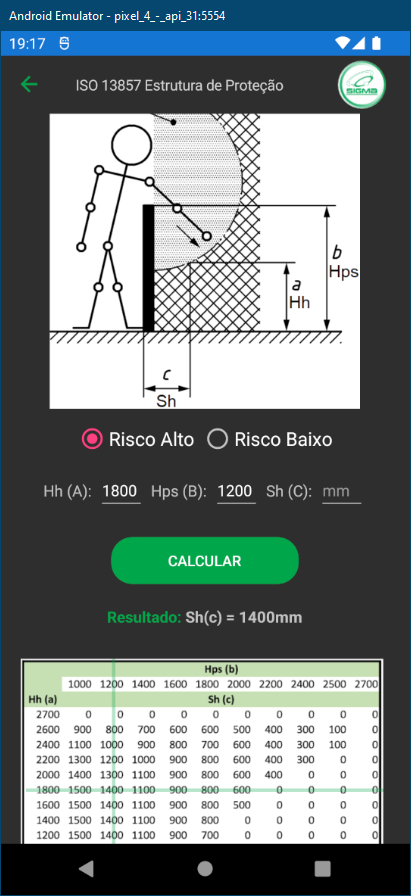 Android Emulator - pixel_4_-_api_31:5554
19:17
ISO 13857 Estrutura de Proteção
SIGMA
b
Hps
a
Hh
c
Sh
Risco Alto Risco Baixo
Hh (A): 1800 Hps (B): 1200 Sh (C): mm
CALCULAR
Resultado: Sh(c) = 1400mm
Hps (b)
1000 1200 1400 1600 1800 2000 2200 2400 2500 2700
Hh (a) Sh (c)
2700 0 0 0 0 0 0 0 0 0 0
2600 900 800 700 600 600 500 400 300 100 0
2400 1100 1000 900 800 700 600 400 300 100 0
2200 1300 1200 1000 900 800 600 400 300 0 0
2000 1400 1300 1100 900 800 600 400 0 0 0
1800 1500 1400 1100 900 800 600 0 0 0 0
1600 1500 1400 1100 900 800 500 0 0 0 0
1400 1500 1400 1100 900 800 0 0 0 0 0
1200 1500 1400 1100 900 700 0 0 0 0 0